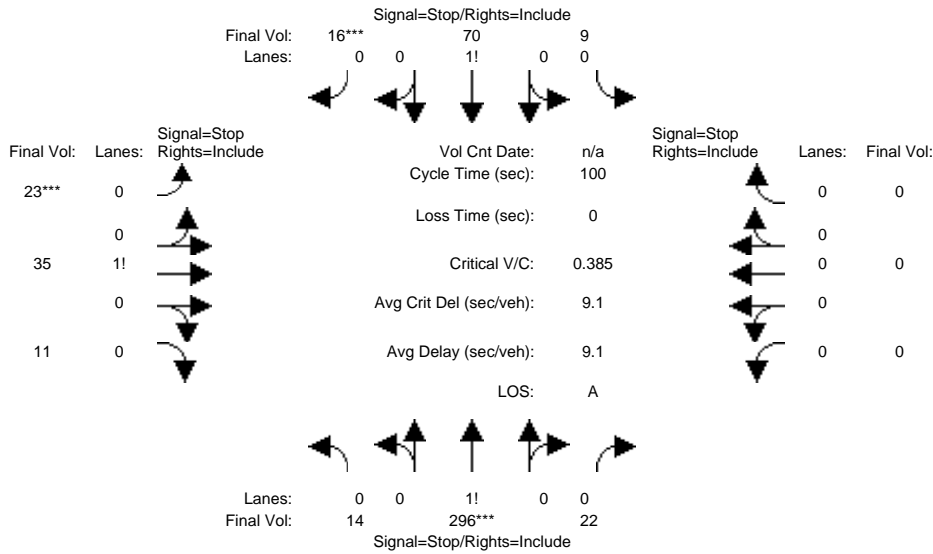 Signal=Stop/Rights=Include
Final Vol: 16*** 70 9
Lanes: 0 0 1! 0 0
Signal=Stop Signal=Stop
Final Vol: Lanes: Rights=Include Vol Cnt Date: n/a Rights=Include Lanes: Final Vol:
Cycle Time (sec): 100
23*** 0 0 0
Loss Time (sec): 0
0 0
35 1! Critical V/C: 0.385 0 0
0 Avg Crit Del (sec/veh): 9.1 0
11 0 Avg Delay (sec/veh): 9.1 0 0
LOS: A
Lanes: 0 0 1! 0 0
Final Vol: 14 296*** 22
Signal=Stop/Rights=Include